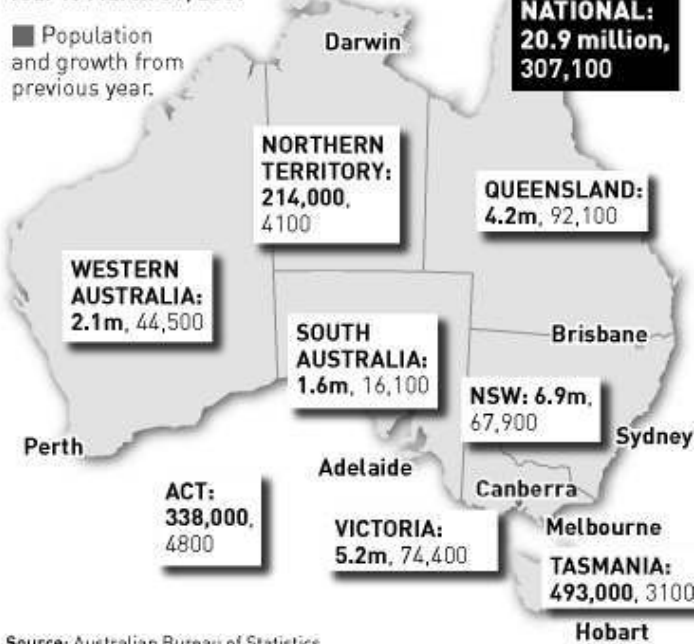 Population
and growth from
previous year.
NATIONAL:
20.9 million,
307,100
Darwin
NORTHERN
TERRITORY:
214,000,
4100
QUEENSLAND:
4.2m, 92,100
WESTERN
AUSTRALIA:
2.1m, 44,500
SOUTH
AUSTRALIA:
1.6m, 16,100
Brisbane
NSW: 6.9m,
67,900
Perth
Sydney
Adelaide
Canberra
ACT:
338,000,
4800
VICTORIA:
5.2m, 74,400
Melbourne
TASMANIA:
493,000, 3100
Hobart
Source: Australian Bureau of Statistics